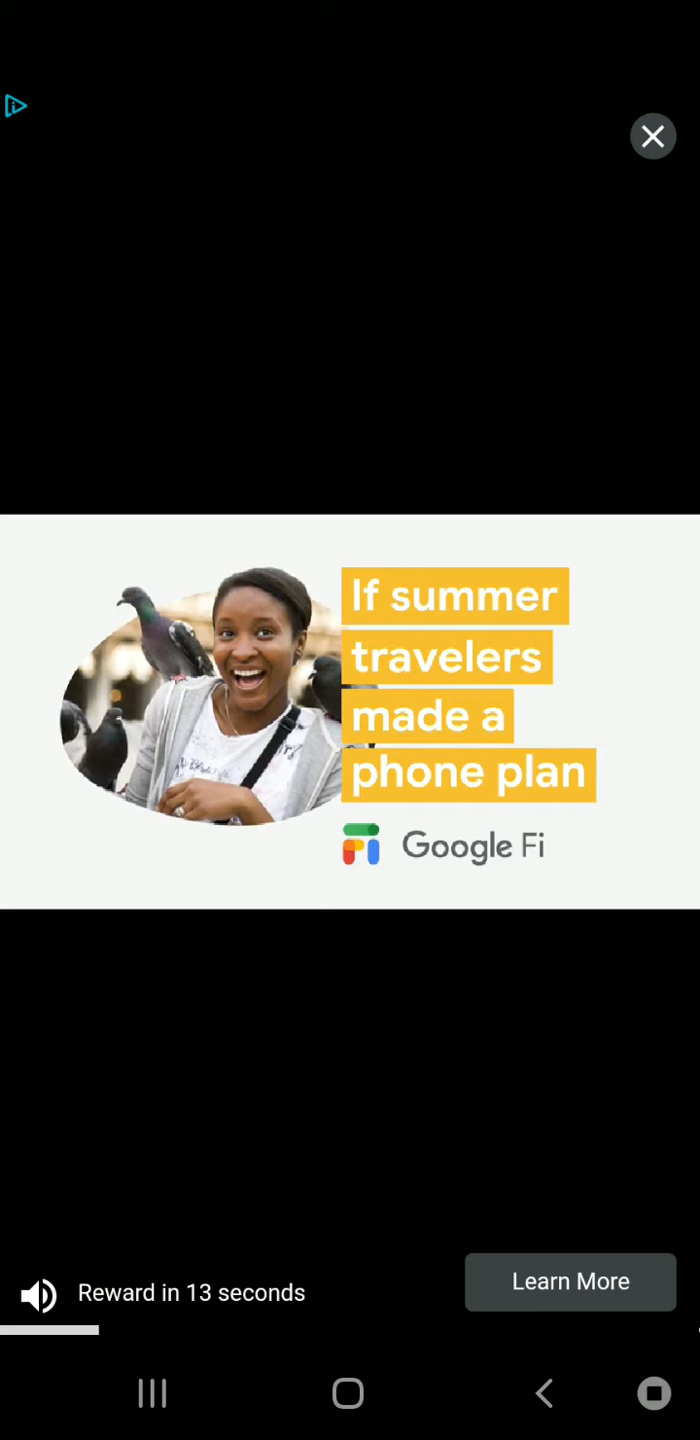 If summer
travelers
made a
phone plan
Google Fi
Reward in 13 seconds
Learn More